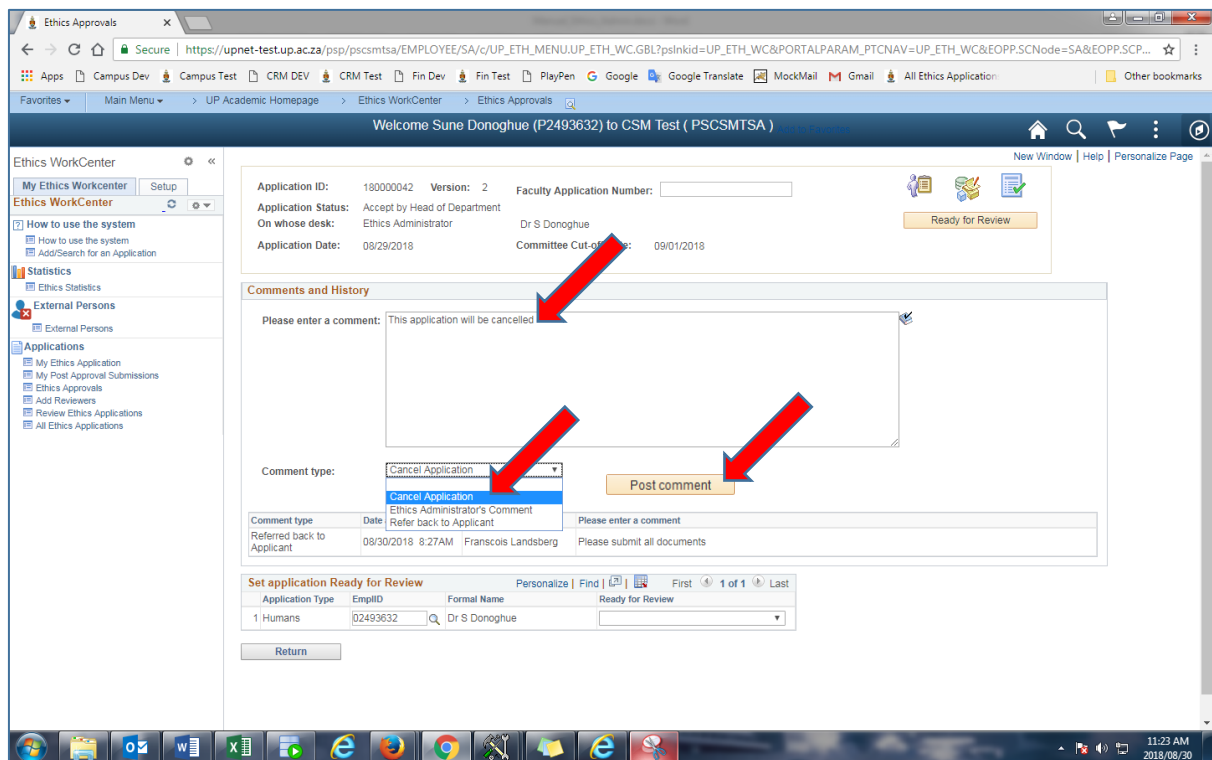 Ethics Approvals
Secure | https://upnet-test.up.ac.za/psp/pscsmtsa/EMPLOYEE/SA/c/UP_ETH_MENU.UP_ETH_WC.GBL?pslnkid=UP_ETH_WC&PORTALPARAM_PTCNAV=UP_ETH_WC&EOPP.SCNode=SA&EOPP.SCP...
Apps Campus Dev Campus Test CRM DEV CRM Test Fin Dev Fin Test PlayPen Google Google Translate MockMail Gmail All Ethics Application Other bookmarks
Favorites Main Menu > UP Academic Homepage > Ethics WorkCenter > Ethics Approvals
Welcome Sune Donoghue (P2493632) to CSM Test ( PSCSMTSA ) Add to Favorites
New Window | Help | Personalize Page
Ethics WorkCenter
My Ethics Workcenter Setup
Ethics WorkCenter
How to use the system
How to use the system
Add/Search for an Application
Statistics
Ethics Statistics
External Persons
External Persons
Applications
My Ethics Application
My Post Approval Submissions
Ethics Approvals
Add Reviewers
Review Ethics Applications
All Ethics Applications
Application ID: 180000042 Version: 2 Faculty Application Number:
Application Status: Accept by Head of Department
On whose desk: Ethics Administrator Dr S Donoghue
Application Date: 08/29/2018 Committee Cut-of 09/01/2018
Ready for Review
Comments and History
Please enter a comment: This application will be cancelled
Comment type: Cancel Application
Post comment
Cancel Application
Ethics Administrator's Comment
Refer back to Applicant
Comment type Date Please enter a comment
Referred back to Applicant 08/30/2018 8:27AM Franscois Landsberg Please submit all documents
Set application Ready for Review Personalize | Find | First 1 of 1 Last
Application Type EmplID Formal Name Ready for Review
1 Humans 02493632 Dr S Donoghue
Return
11:23 AM
2018/08/30